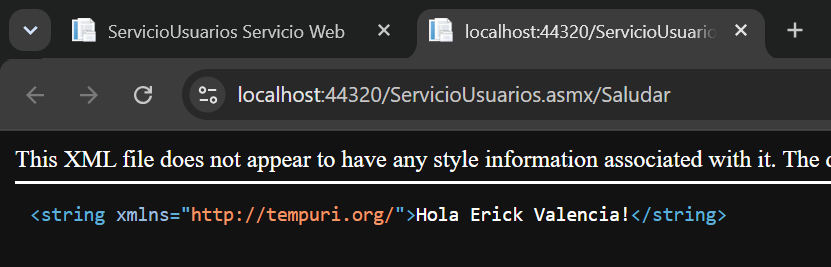 ServicioUsuarios Servicio Web
localhost:44320/ServicioUsuario
localhost:44320/ServicioUsuarios.asmx/Saludar
This XML file does not appear to have any style information associated with it. The
<string xmlns="http://tempuri.org/">Hola Erick Valencia!</string>